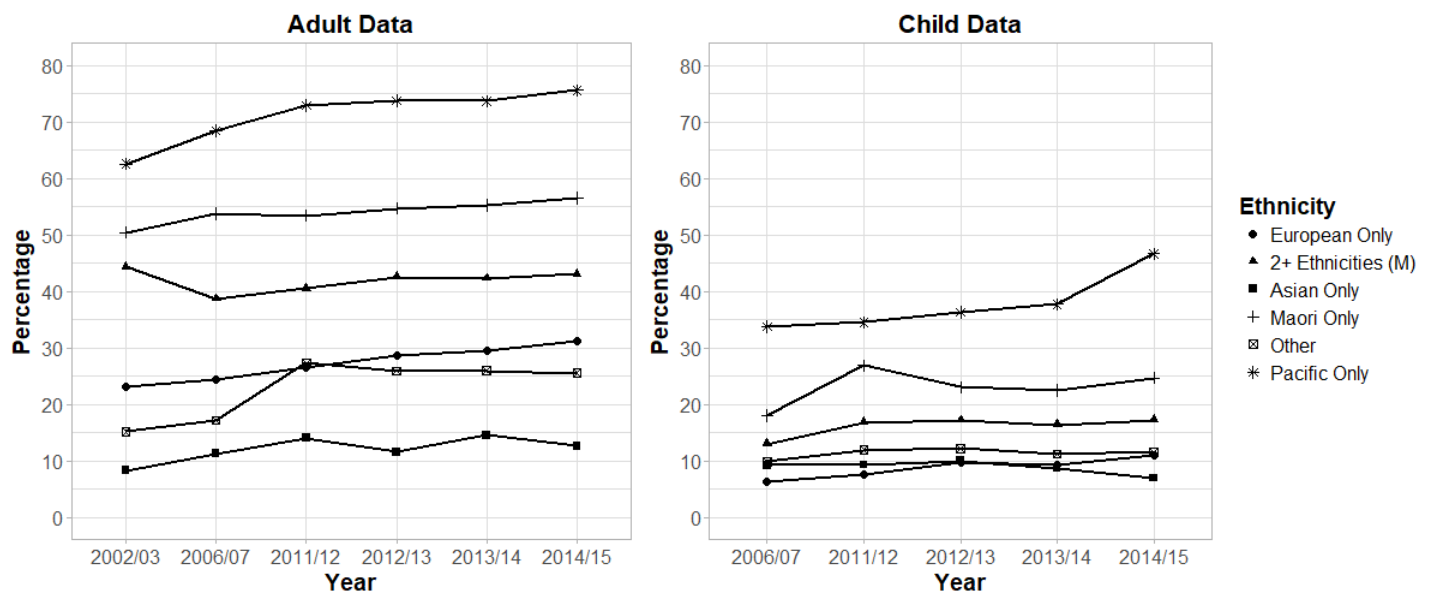 Adult Data
Percentage
80
70
60
50
40
30
20
10
0
2002/03 2006/07 2011/12 2012/13 2013/14 2014/15
Year
Child Data
Percentage
80
70
60
50
40
30
20
10
0
2006/07 2011/12 2012/13 2013/14 2014/15
Year
Ethnicity
European Only
2+ Ethnicities (M)
Asian Only
Maori Only
Other
Pacific Only